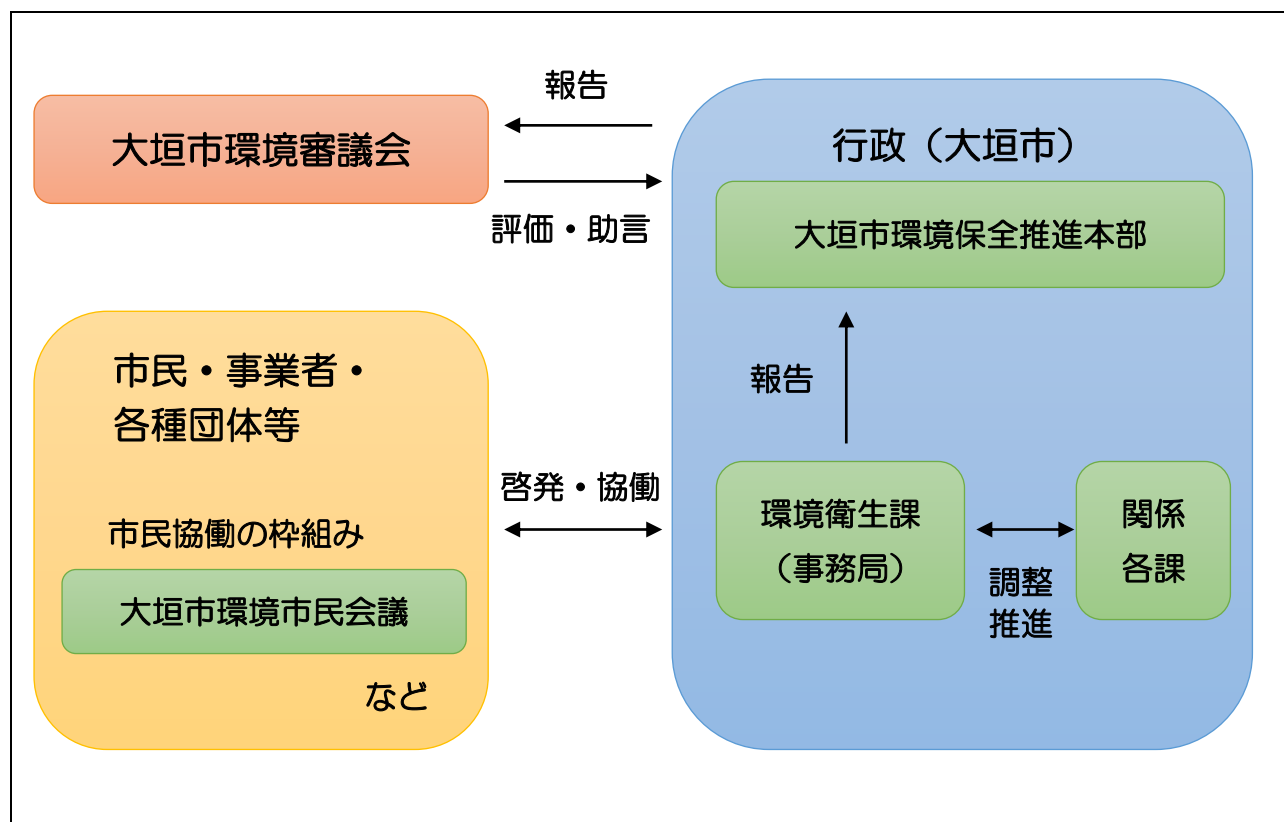 報告
大垣市環境審議会
評価・助言
行政（大垣市）
大垣市環境保全推進本部
報告
環境衛生課
（事務局）
調整
推進
関係
各課
啓発・協働
市民・事業者・
各種団体等
市民協働の枠組み
大垣市環境市民会議
など